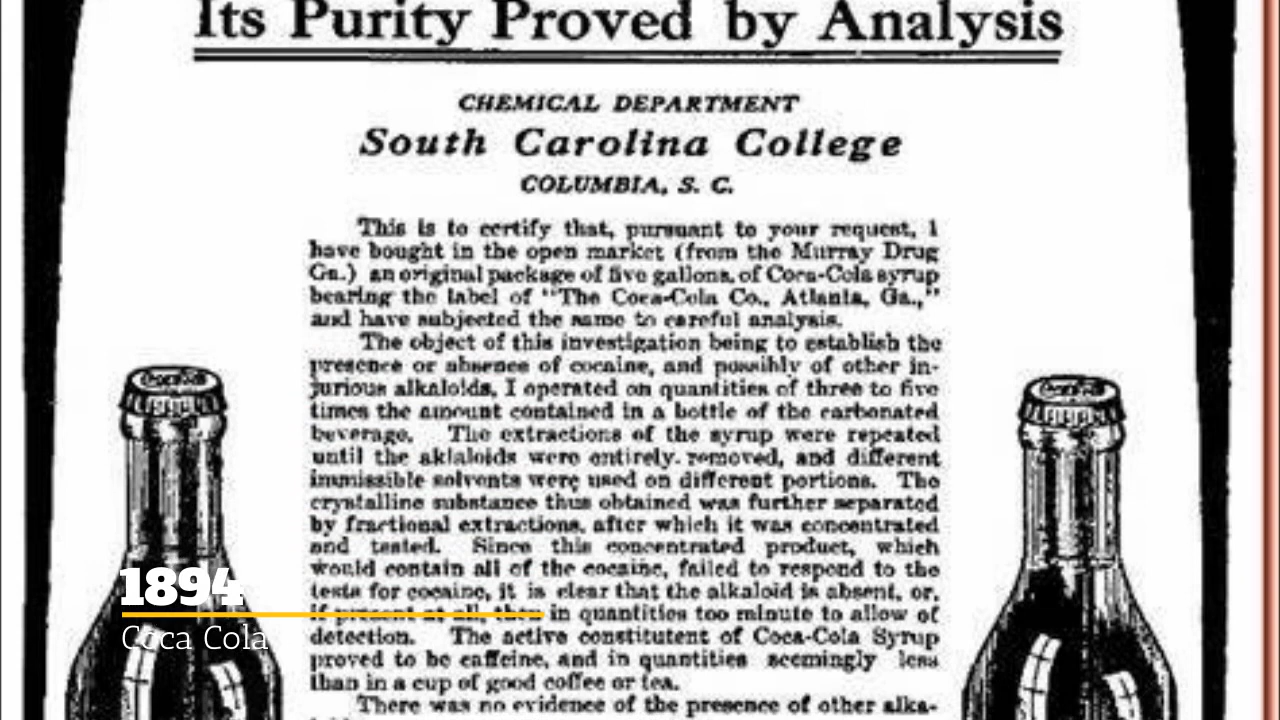 Its Purity Proved by Analysis
CHEMICAL DEPARTMENT
South Carolina College
COLUMBIA, S. C.
This is to certify that, pursuant to your request, I
have bought in the open market (from the Murray Drug
Co.) an original package of five gallons, of Coca-Cola syrup
bearing the label of "The Coca-Cola Co., Atlanta, Ga.,"
and have subjected the same to careful analysis.
The object of this investigation being to establish the
presence or absence of cocaine, and possibly of other in-
jurious alkaloids, I operated on quantities of three to five
times the amount contained in a bottle of the carbonated
beverage. The extractions of the syrup were repeated
until the aklaloids were entirely removed, and different
immissible solvents were used on different portions. The
crystalline substance thus obtained was further separated
by fractional extractions, after which it was concentrated
and tested. Since this concentrated product, which
would contain all of the cocaine, failed to respond to the
tests for cocaine, it is clear that the alkaloid is absent, or,
if present at all, then in quantities too minute to allow of
detection. The active constitutent of Coca-Cola Syrup
proved to be caffeine, and in quantities seemingly less
than in a cup of good coffee or tea.
There was no evidence of the presence of other alka-
1894
Coca Cola